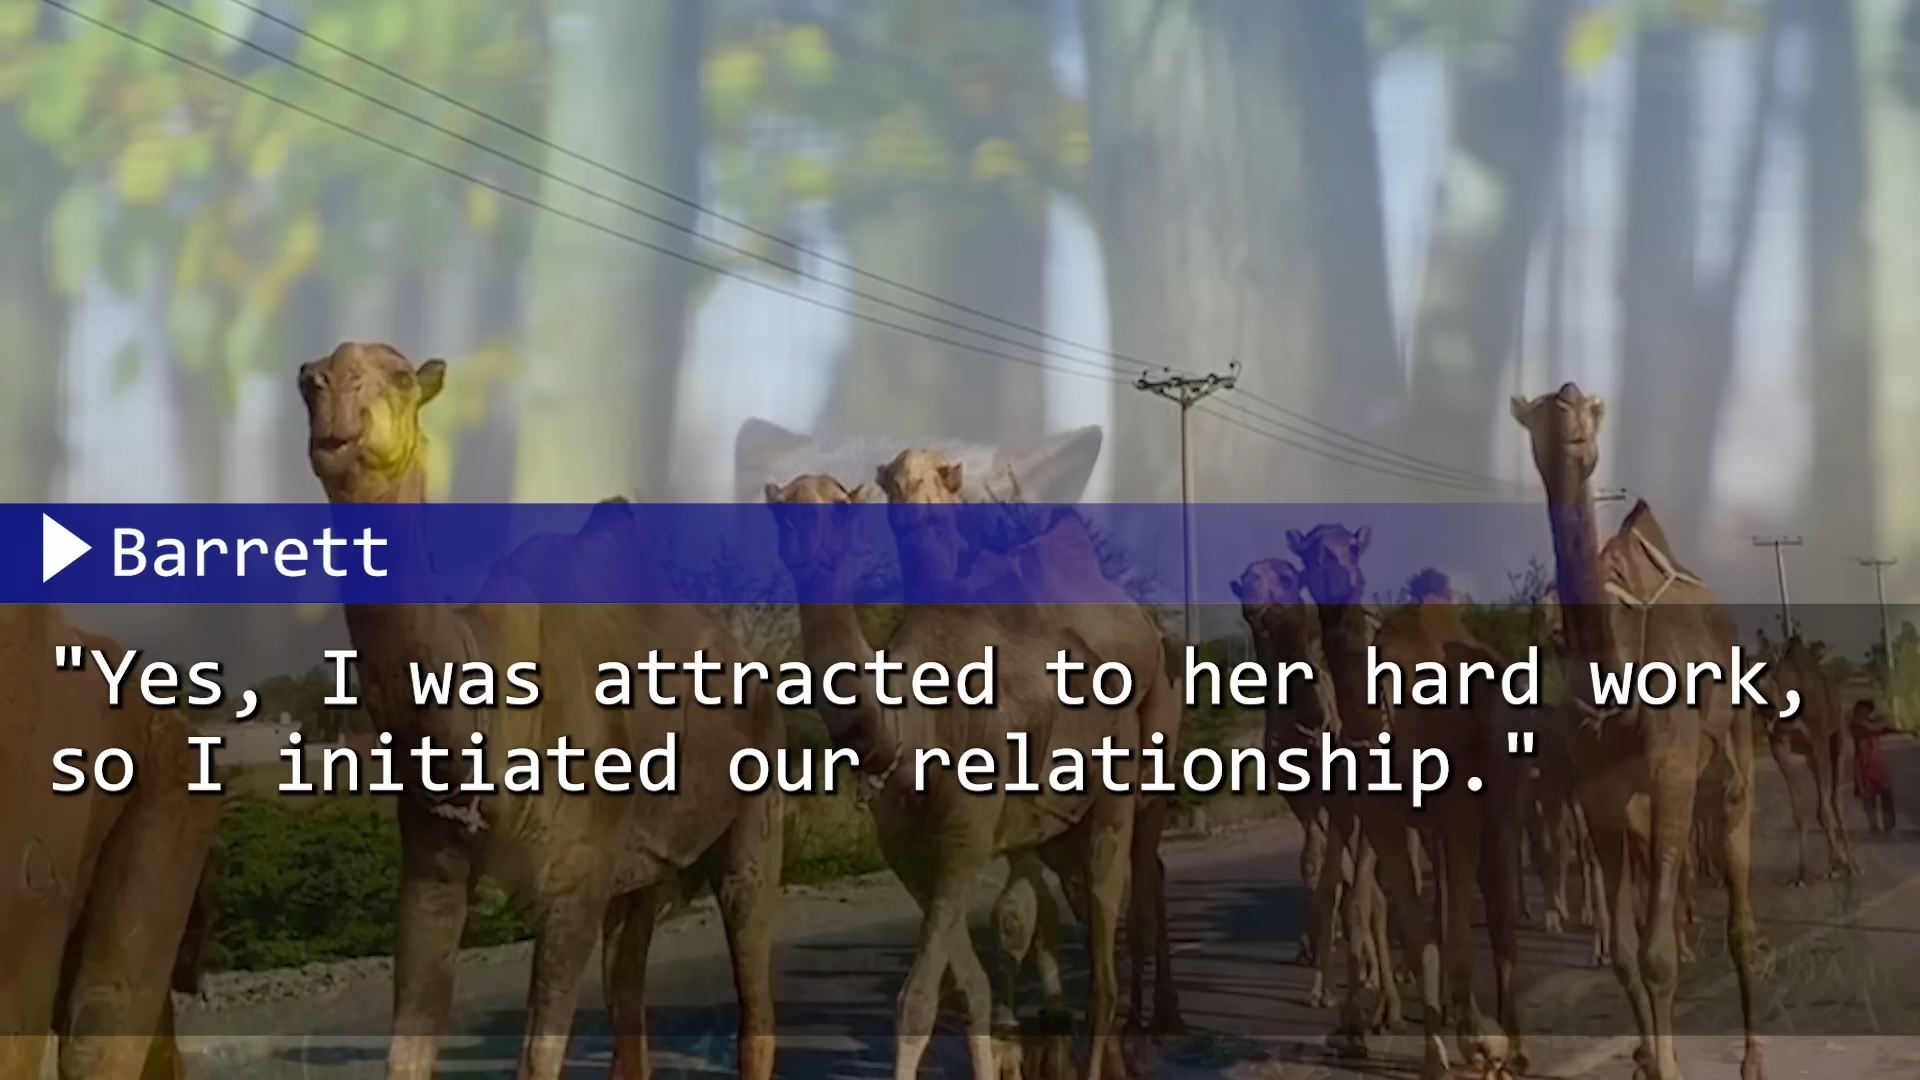 Barrett
"Yes, I was attracted to her hard work,
so I initiated our relationship."